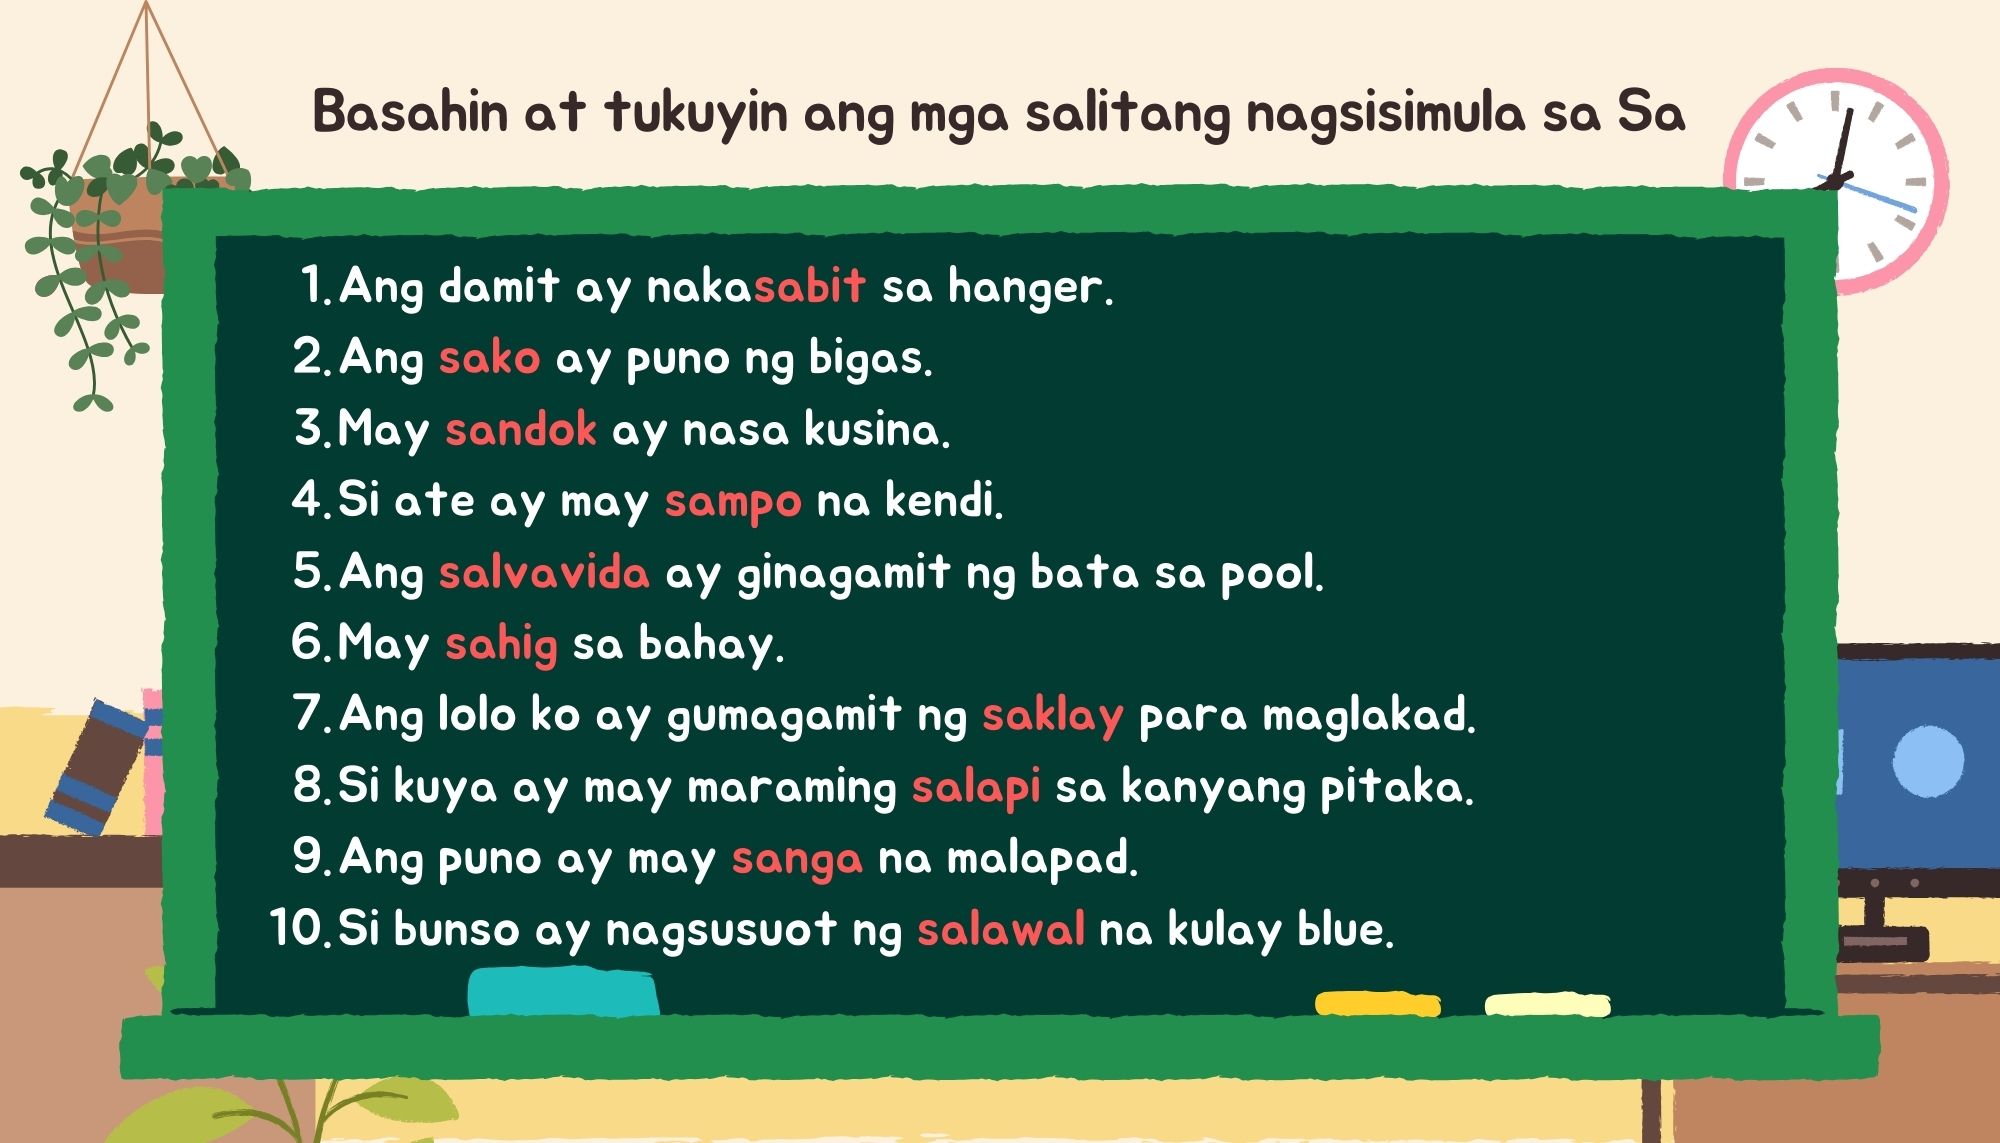 Basahin at tukuyin ang mga salitang nagsisimula sa Sa
1. Ang damit ay nakasabit sa hanger.
2. Ang sako ay puno ng bigas.
3. May sandok ay nasa kusina.
4. Si ate ay may sampo na kendi.
5. Ang salvavida ay ginagamit ng bata sa pool.
6. May sahig sa bahay.
7. Ang lolo ko ay gumagamit ng saklay para maglakad.
8. Si kuya ay may maraming salapi sa kanyang pitaka.
9. Ang puno ay may sanga na malapad.
10. Si bunso ay nagsusuot ng salawal na kulay blue.